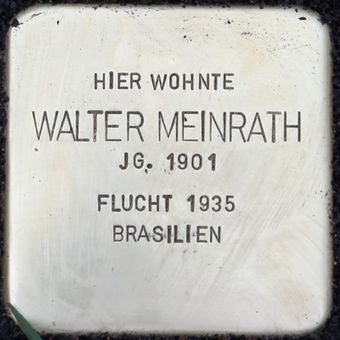 HIER WOHNTE
WALTER MEINRATH
JG. 1901
FLUCHT 1935
BRASILIEN